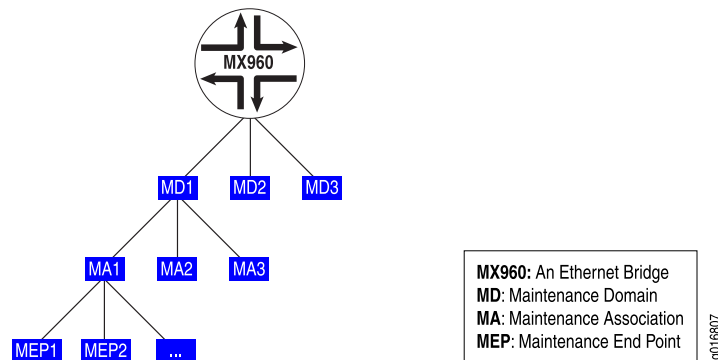 MX960
MD1 MD2 MD3
MA1 MA2 MA3
MEP1 MEP2 ...
MX960: An Ethernet Bridge
MD: Maintenance Domain
MA: Maintenance Association
MEP: Maintenance End Point